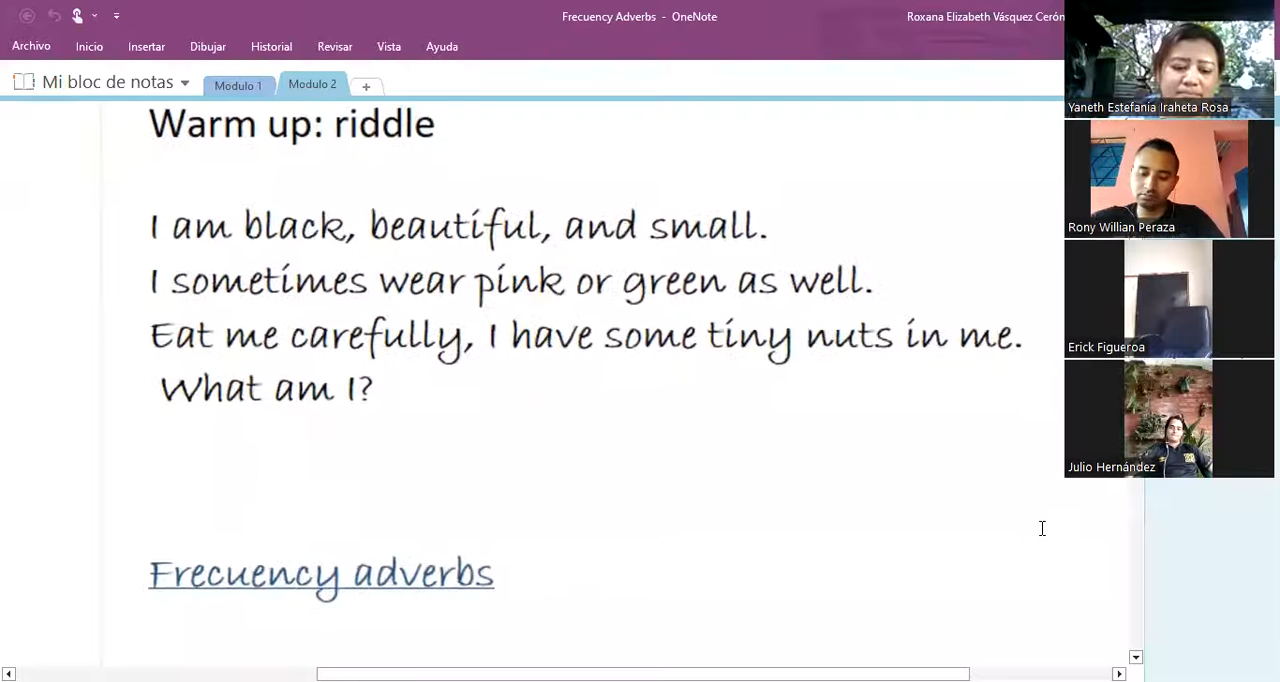 Frecuency Adverbs - OneNote
Roxana Elizabeth Vásquez Cerón
Archivo Inicio Insertar Dibujar Historial Revisar Vista Ayuda
Mi bloc de notas Modulo 1 Modulo 2 +
Warm up: riddle
I am black, beautiful, and small.
I sometimes wear pink or green as well.
Eat me carefully, I have some tiny nuts in me.
What am I?
Frecuency adverbs
Yaneth Estefania Iraheta Rosa
Rony Willian Peraza
Erick Figueroa
Julio Hernández